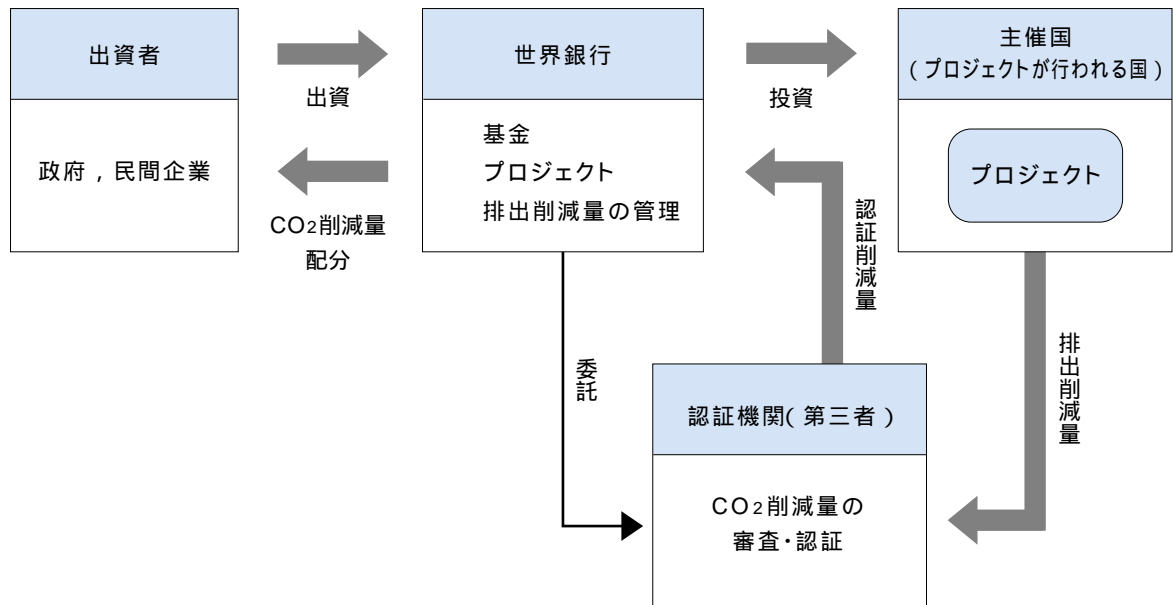 出資者
政府，民間企業
出資
CO2削減量
配分
世界銀行
基金
プロジェクト
排出削減量の管理
投資
主催国
(プロジェクトが行われる国)
プロジェクト
認証削減量
排出削減量
委託
認証機関(第三者)
CO2削減量の
審査･認証